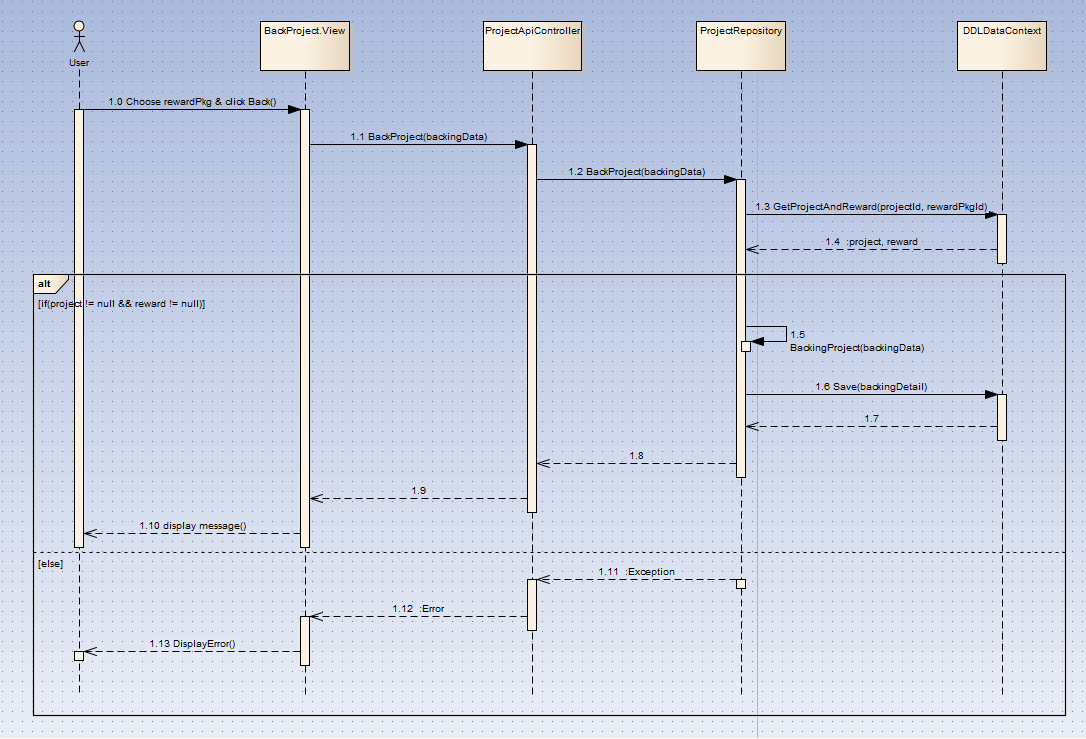 BackProject.View
ProjectApiController
ProjectRepository
DDLDataContext
User
1.0 Choose rewardPkg & click Back()
1.1 BackProject(backingData)
1.2 BackProject(backingData)
1.3 GetProjectAndReward(projectId, rewardPkgId)
1.4 :project, reward
alt
[if(project != null && reward != null)]
1.5
BackingProject(backingData)
1.6 Save(backingDetail)
1.7
1.8
1.9
1.10 display message()
[else]
1.11 :Exception
1.12 :Error
1.13 DisplayError()